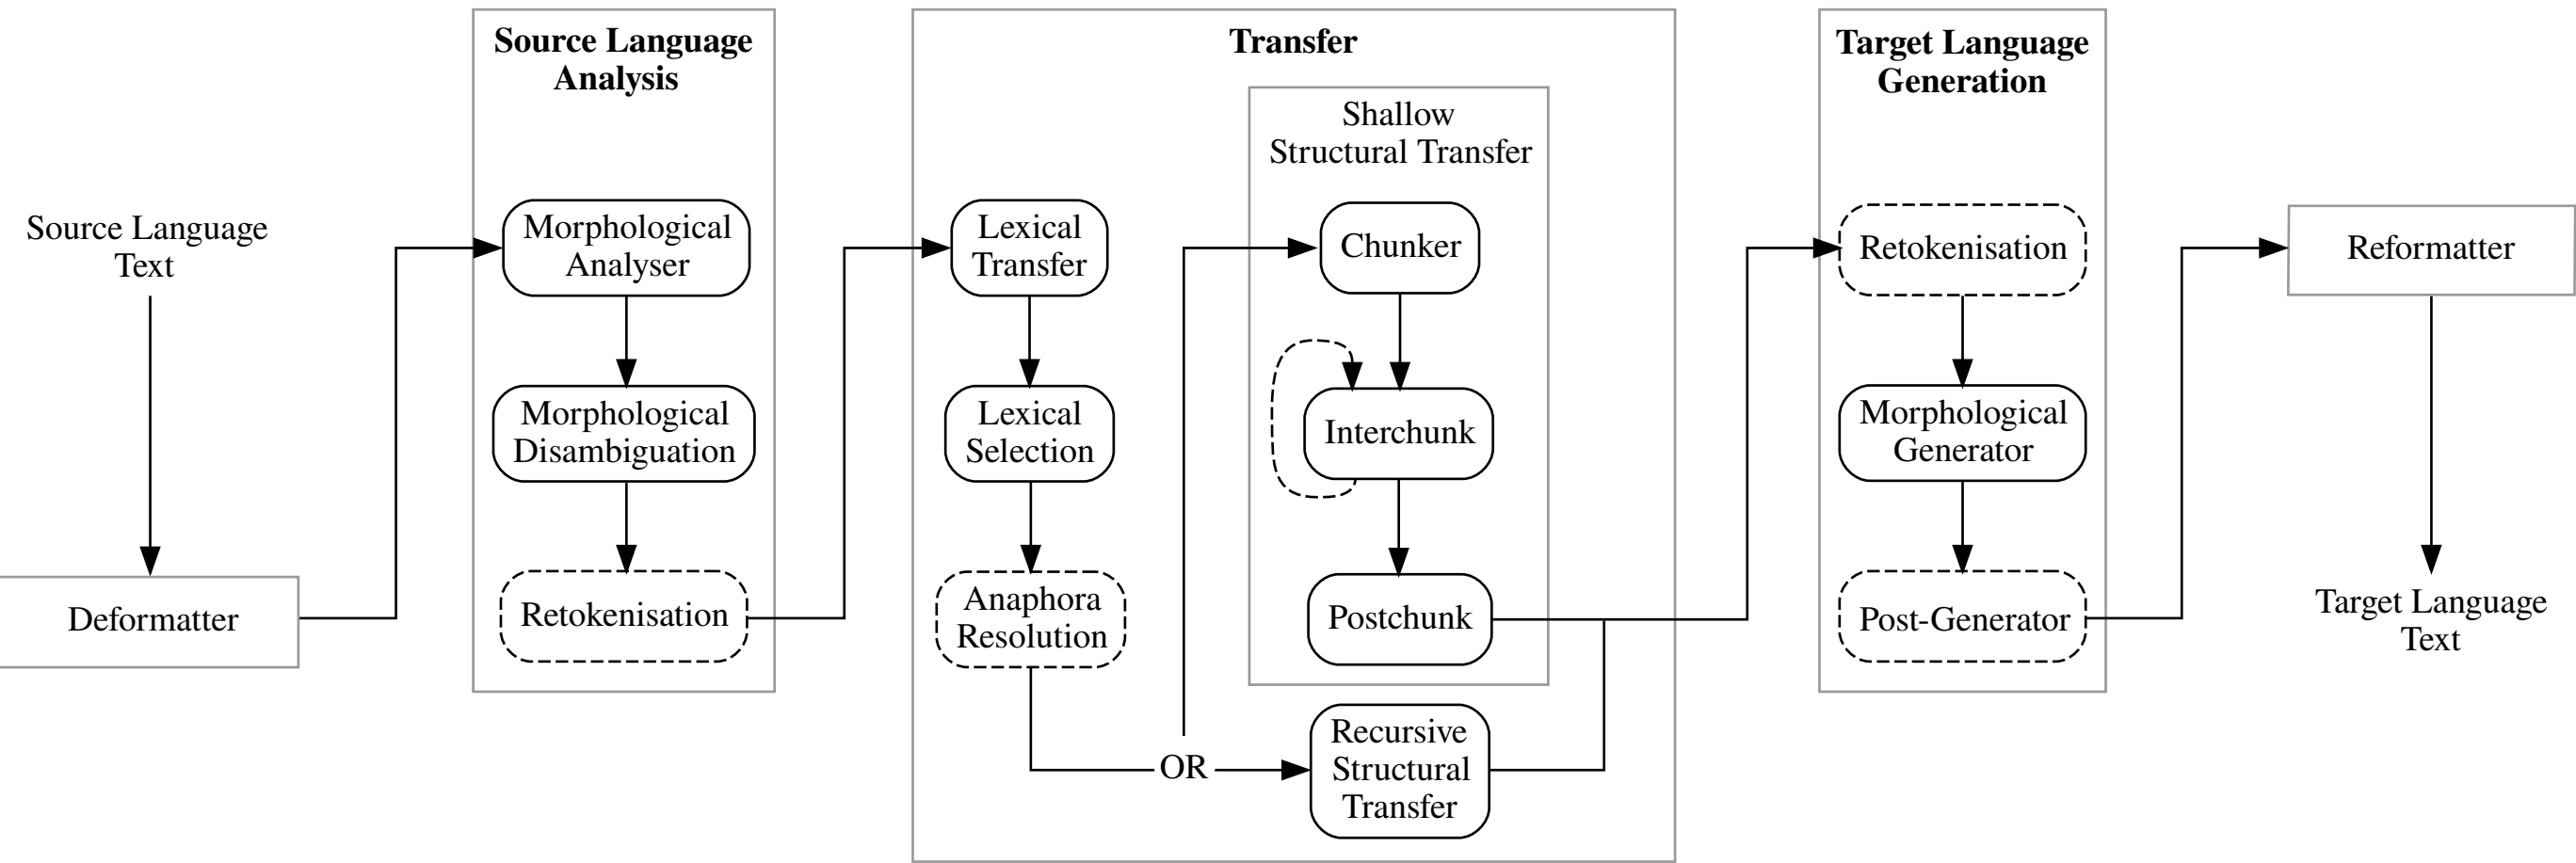 Source Language
Text
Deformatter
Source Language
Analysis
Morphological
Analyser
Morphological
Disambiguation
Retokenisation
Transfer
Lexical
Transfer
Lexical
Selection
Anaphora
Resolution
OR
Shallow
Structural Transfer
Chunker
Interchunk
Postchunk
Recursive
Structural
Transfer
Target Language
Generation
Retokenisation
Morphological
Generator
Post-Generator
Reformatter
Target Language
Text